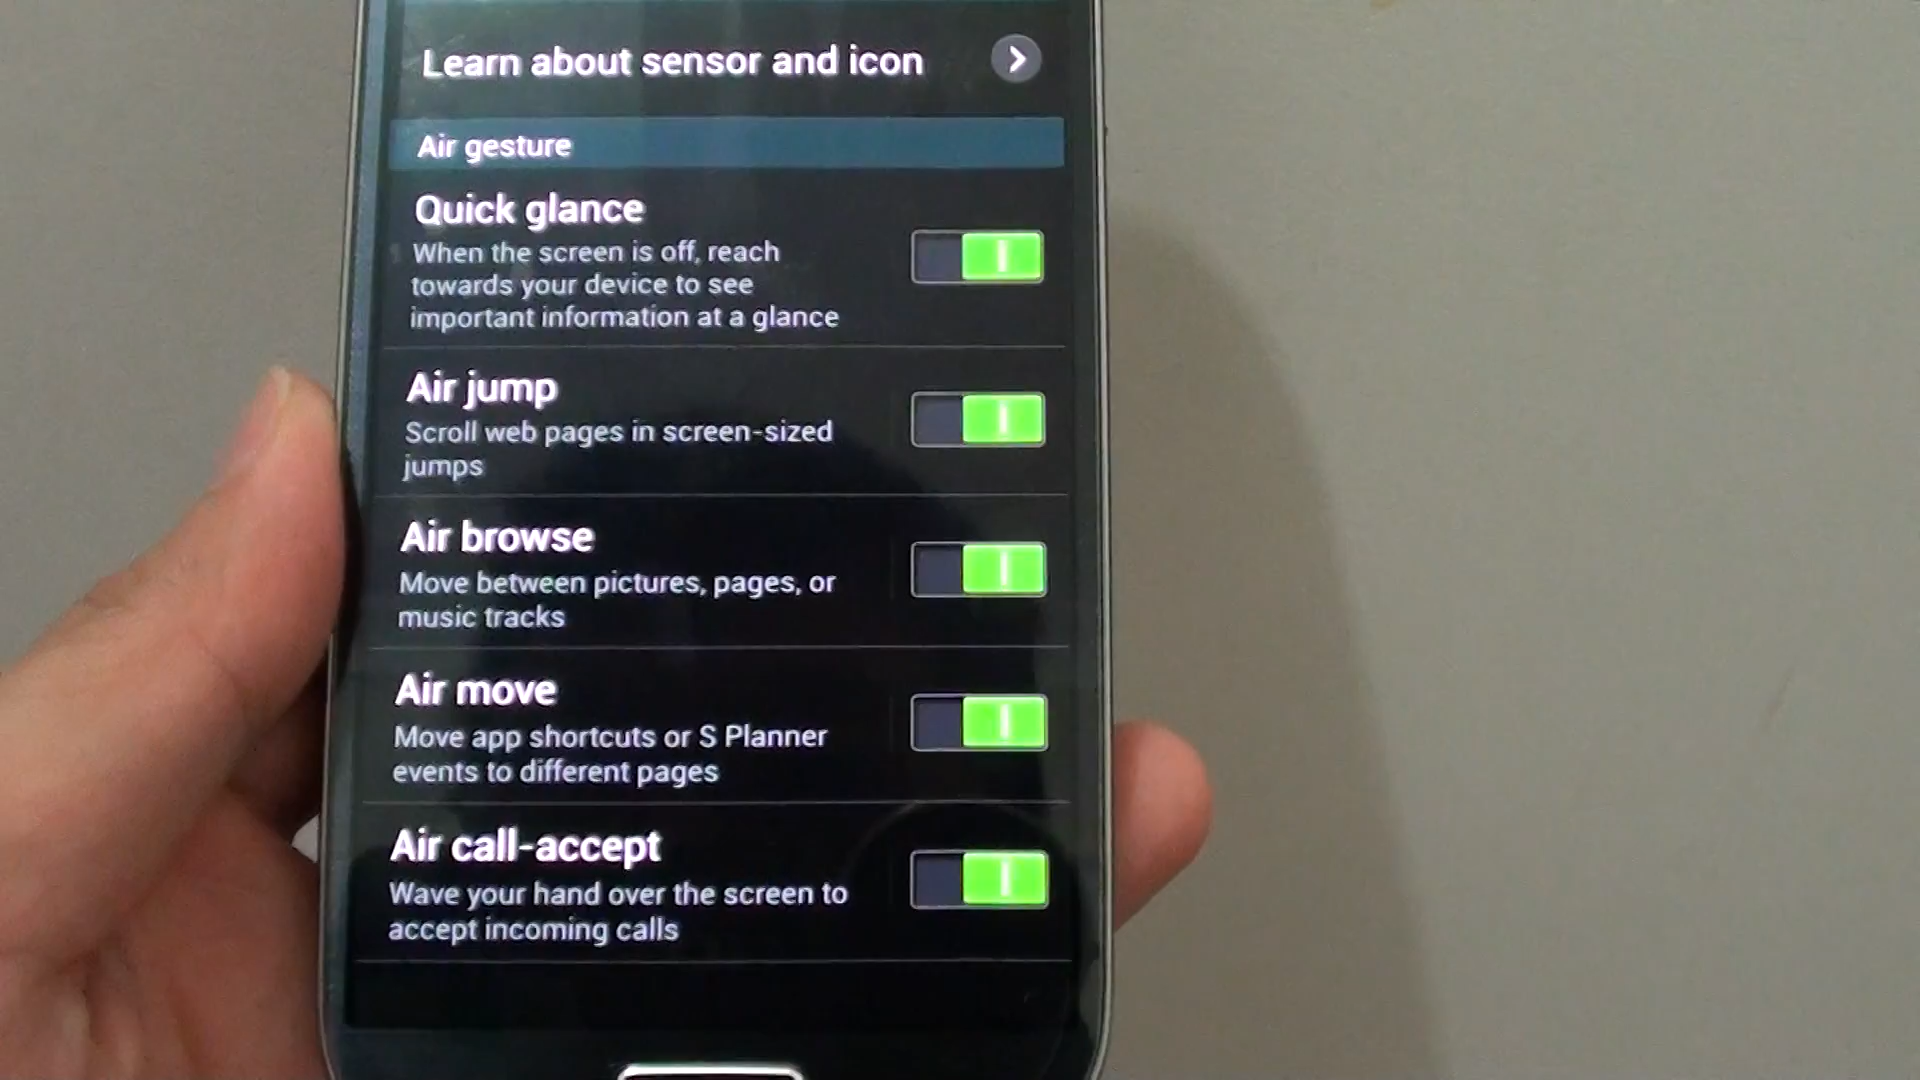 Learn about sensor and icon
Air gesture
Quick glance
When the screen is off, reach
towards your device to see
important information at a glance
Air jump
Scroll web pages in screen-sized
jumps
Air browse
Move between pictures, pages, or
music tracks
Air move
Move app shortcuts or S Planner
events to different pages
Air call-accept
Wave your hand over the screen to
accept incoming calls